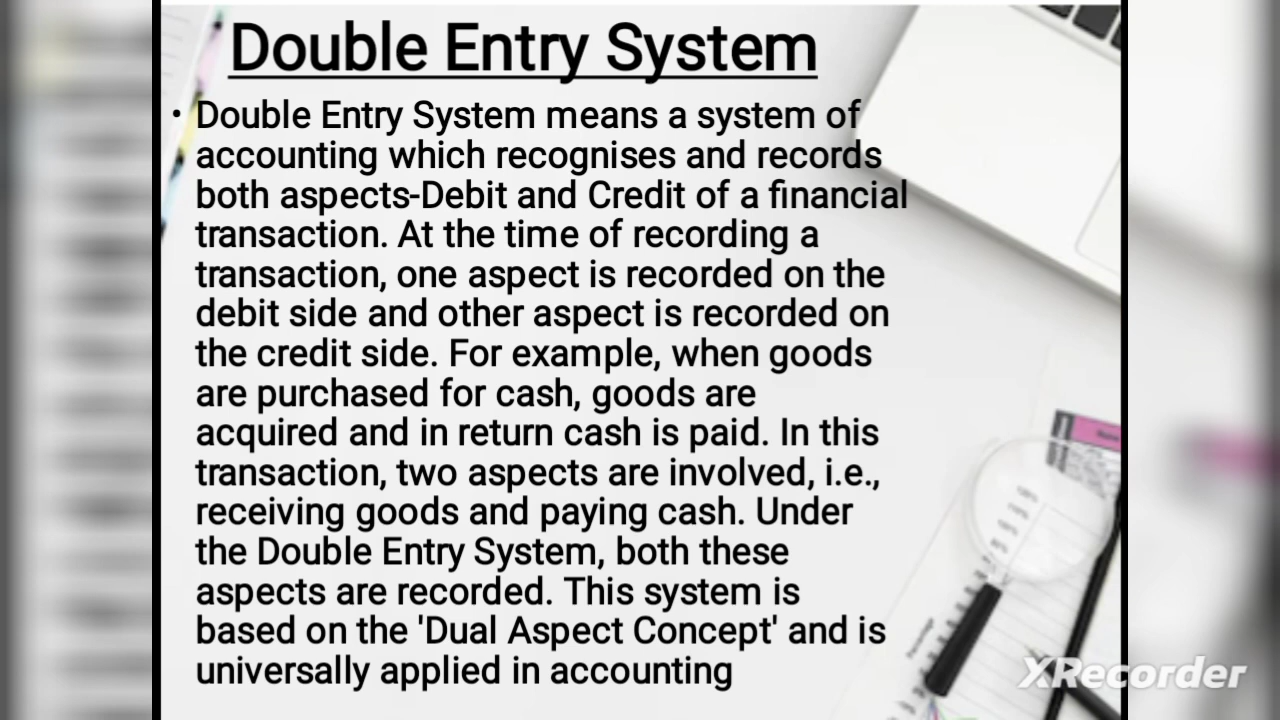 Double Entry System
• Double Entry System means a system of
accounting which recognises and records
both aspects-Debit and Credit of a financial
transaction. At the time of recording a
transaction, one aspect is recorded on the
debit side and other aspect is recorded on
the credit side. For example, when goods
are purchased for cash, goods are
acquired and in return cash is paid. In this
transaction, two aspects are involved, i.e.,
receiving goods and paying cash. Under
the Double Entry System, both these
aspects are recorded. This system is
based on the 'Dual Aspect Concept' and is
universally applied in accounting
XRecorder